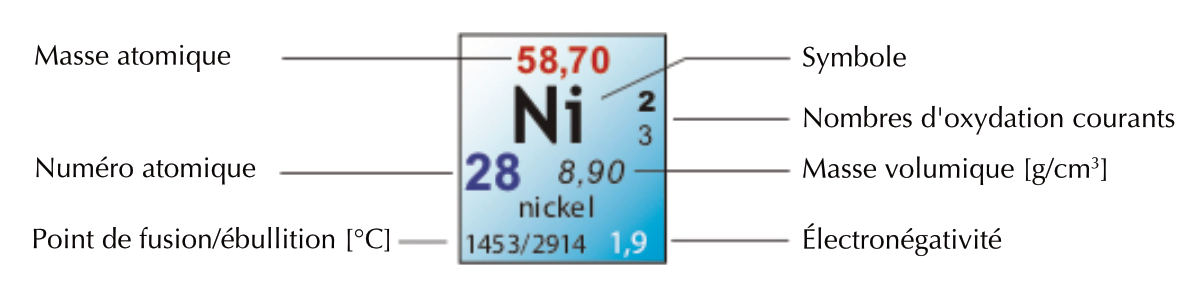 Masse atomique
58,70
Symbole
Ni
2
Nombres d'oxydation courants
3
Numéro atomique
28
8,90
Masse volumique [g/cm³]
nickel
Point de fusion/ébullition [°C]
1453/2914
1,9
Électronégativité